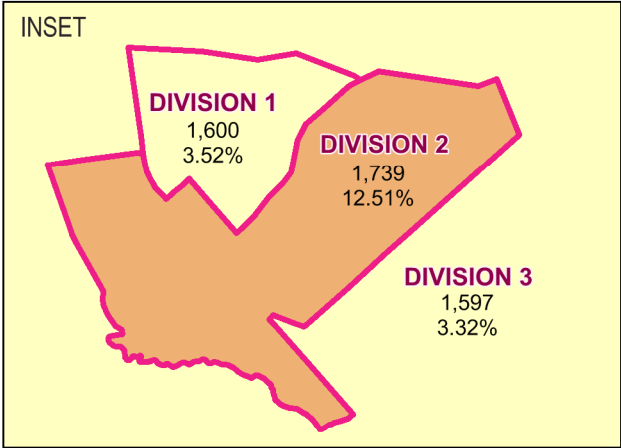 INSET
DIVISION 1
1,600
3.52%
DIVISION 2
1,739
12.51%
DIVISION 3
1,597
3.32%